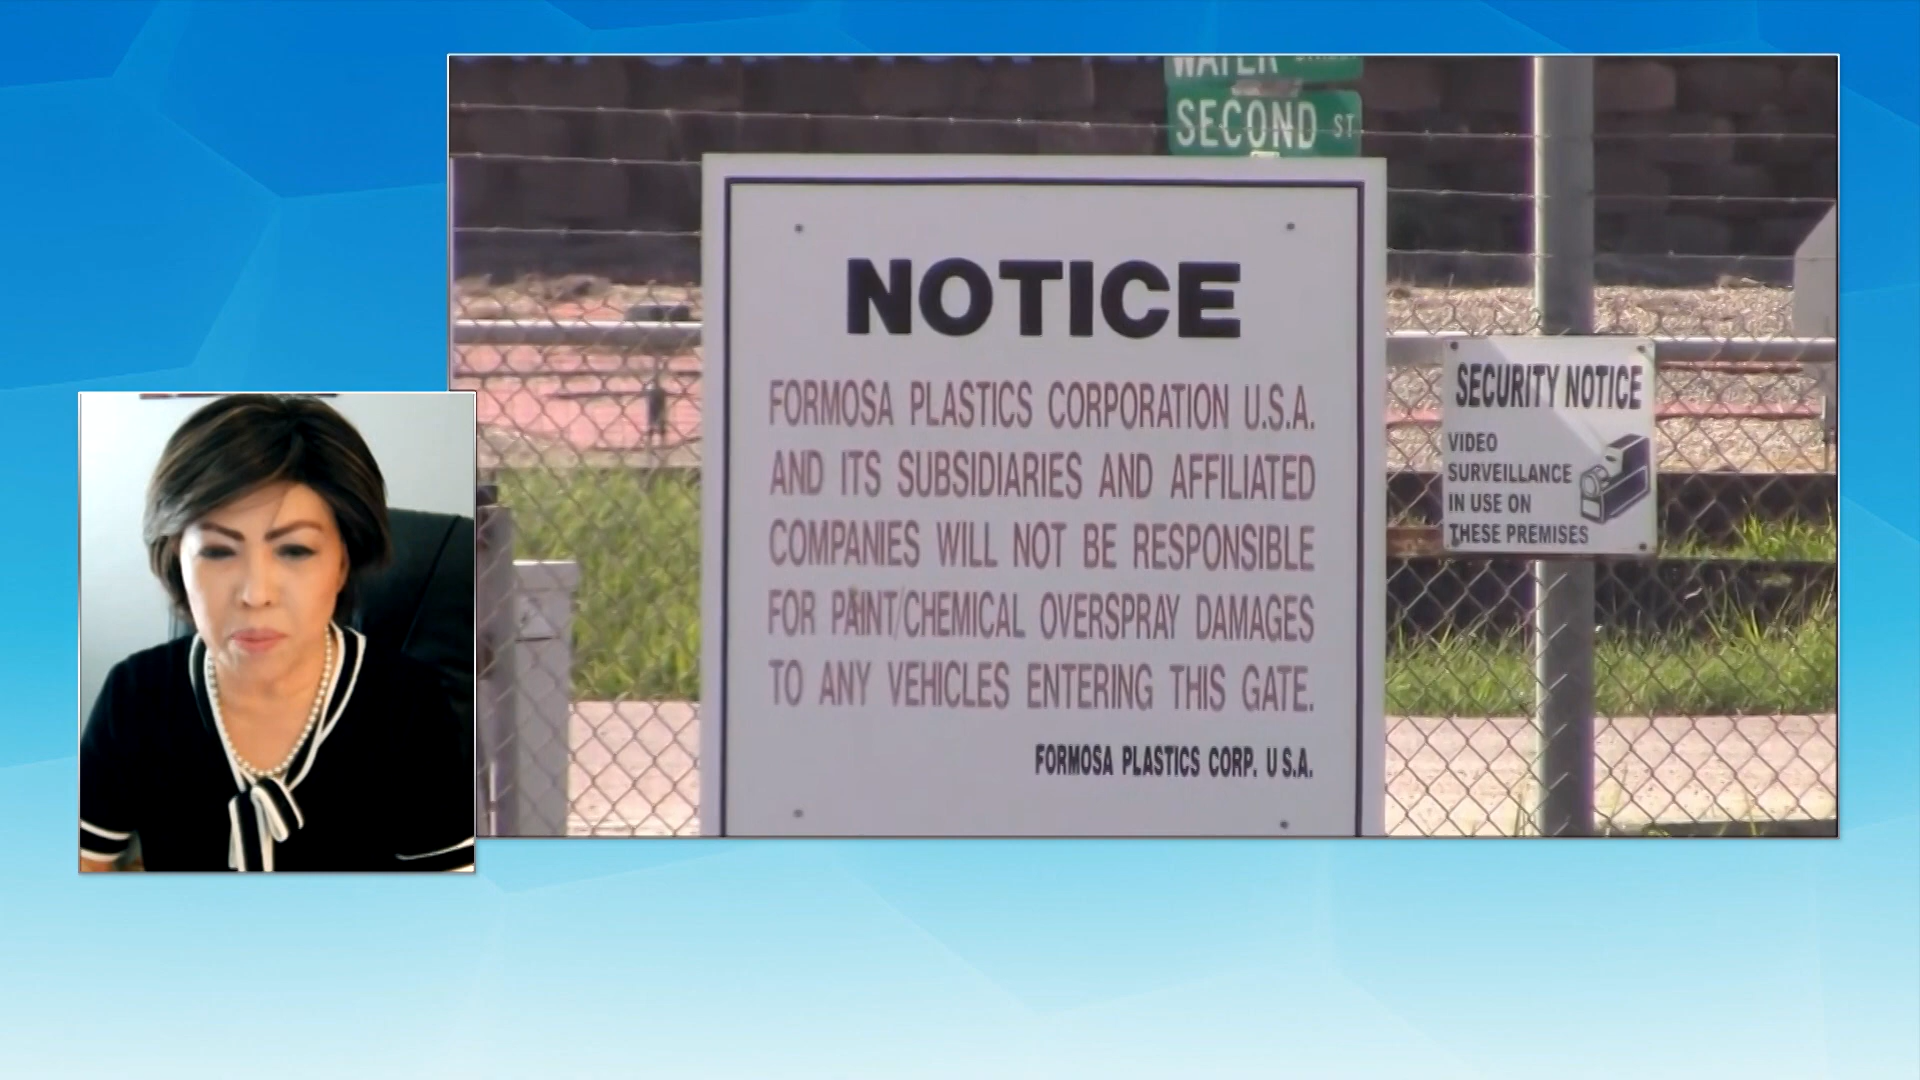 WATER
SECOND ST
NOTICE
FORMOSA PLASTICS CORPORATION U.S.A.
AND ITS SUBSIDIARIES AND AFFILIATED
COMPANIES WILL NOT BE RESPONSIBLE
FOR PAINT/CHEMICAL OVERSPRAY DAMAGES
TO ANY VEHICLES ENTERING THIS GATE.
FORMOSA PLASTICS CORP. U S.A.
SECURITY NOTICE
VIDEO
SURVEILLANCE
IN USE ON
THESE PREMISES